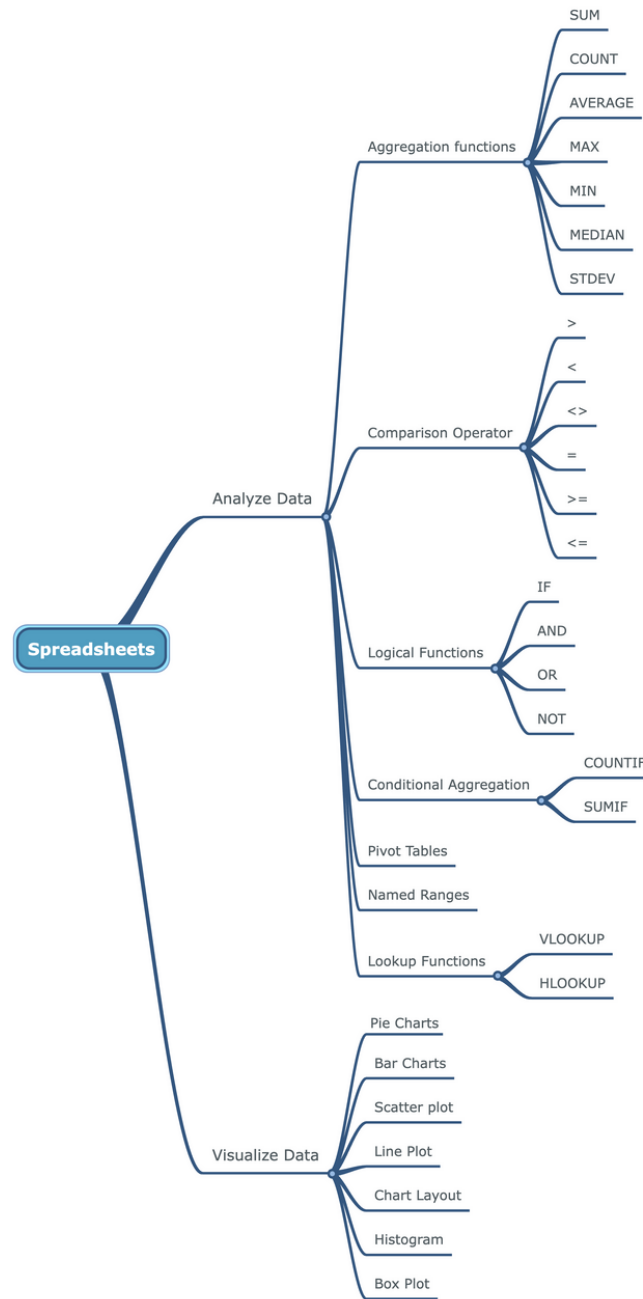 SUM
COUNT
AVERAGE
Aggregation functions
MAX
MIN
MEDIAN
STDEV
>
<
<>
Comparison Operator
=
>=
<=
Analyze Data
IF
AND
Spreadsheets
Logical Functions
OR
NOT
COUNTIF
Conditional Aggregation
SUMIF
Pivot Tables
Named Ranges
VLOOKUP
Lookup Functions
HLOOKUP
Pie Charts
Bar Charts
Scatter plot
Visualize Data
Line Plot
Chart Layout
Histogram
Box Plot